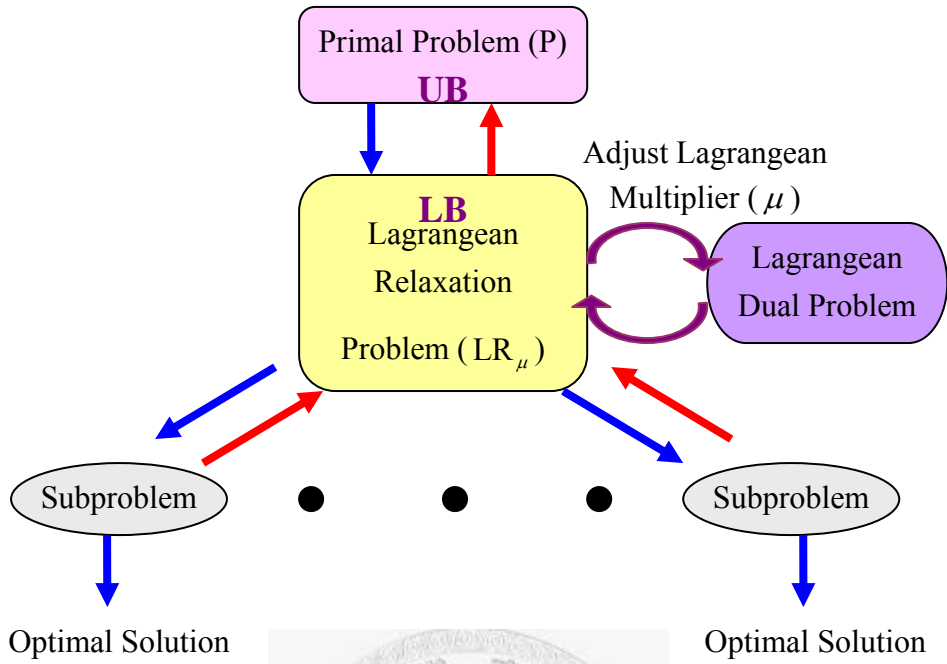 Primal Problem (P)
UB
Adjust Lagrangean
Multiplier (μ)
LB
Lagrangean
Relaxation
Problem (LR_μ)
Lagrangean
Dual Problem
Subproblem
Subproblem
Optimal Solution
Optimal Solution